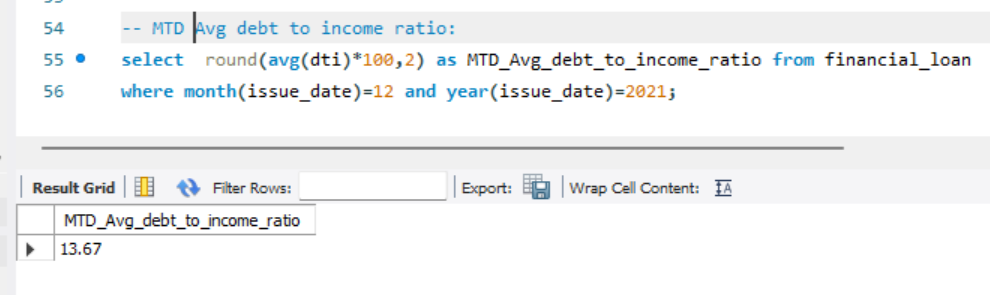 54 -- MTD Avg debt to income ratio:
55 select round(avg(dti)*100,2) as MTD_Avg_debt_to_income_ratio from financial_loan
56 where month(issue_date)=12 and year(issue_date)=2021;
Result Grid Filter Rows: Export: Wrap Cell Content: IA
MTD_Avg_debt_to_income_ratio
13.67